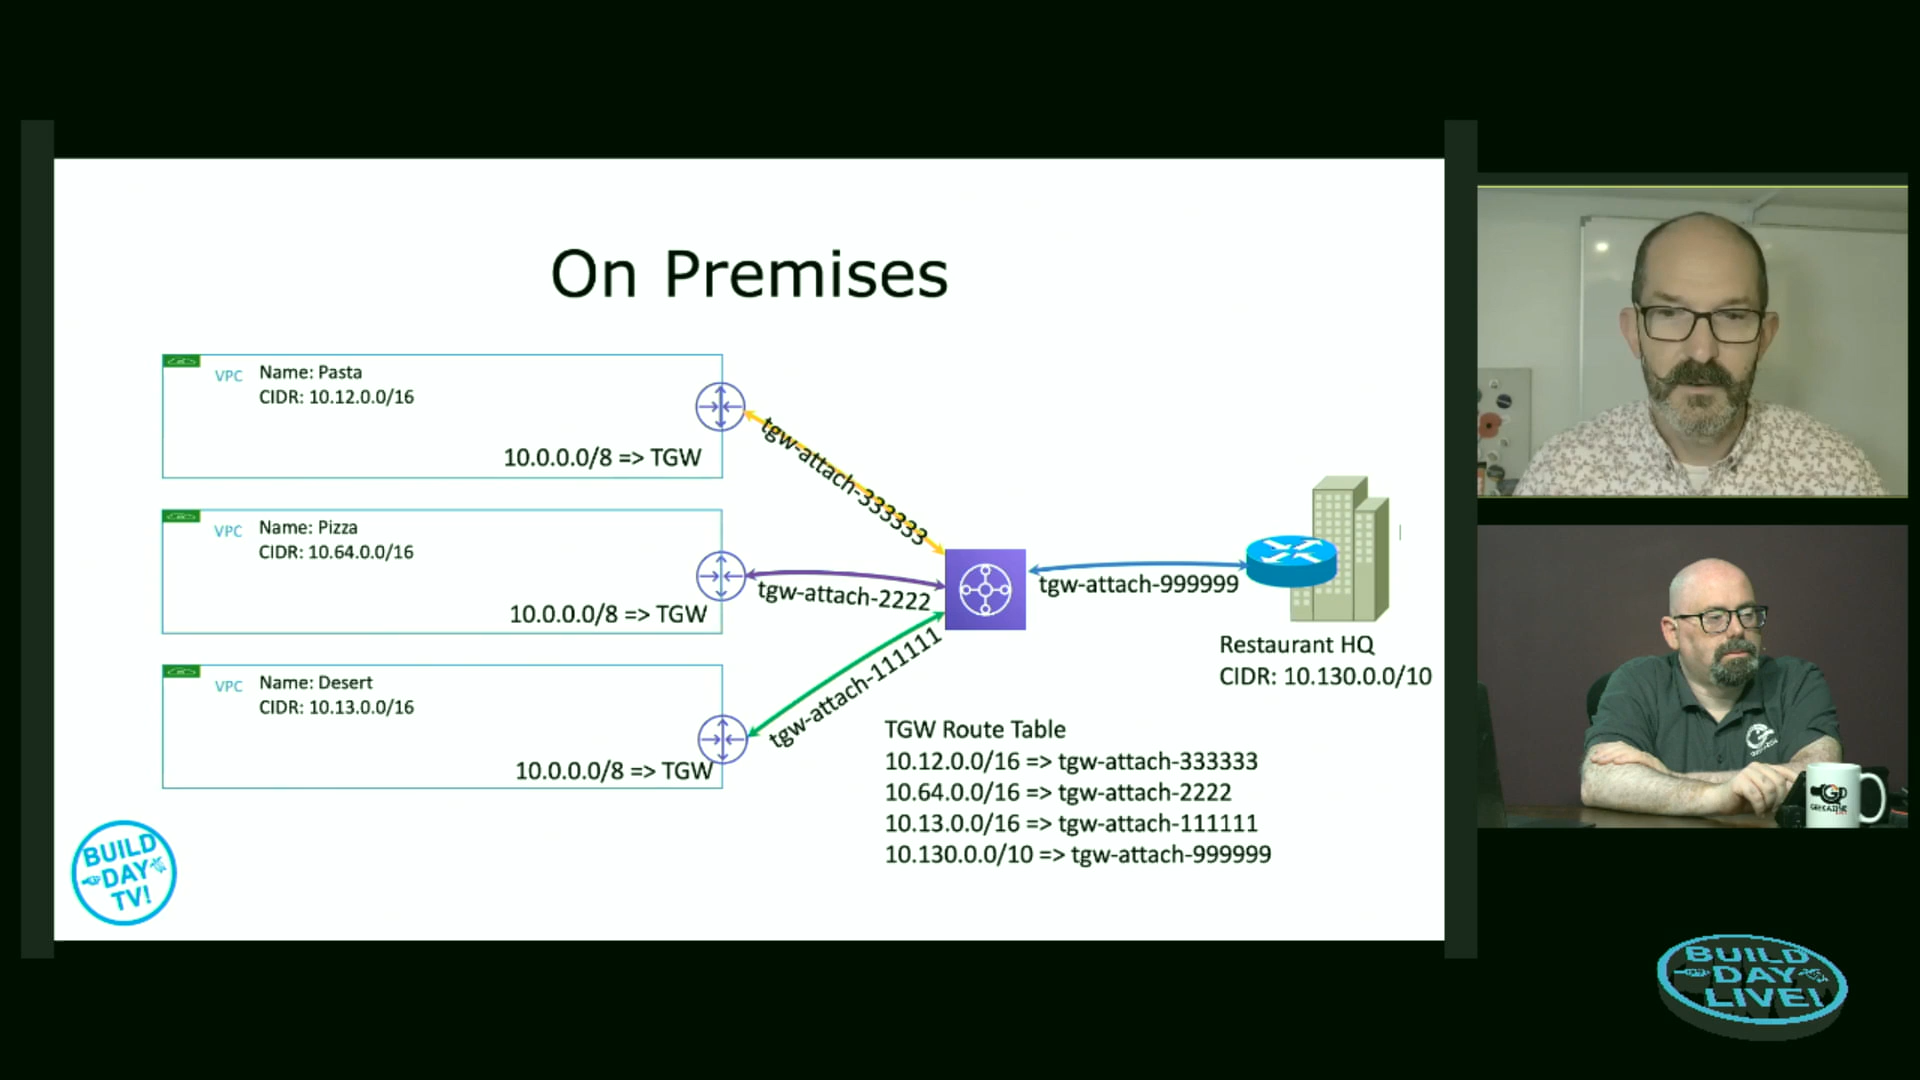 On Premises
VPC
Name: Pasta
CIDR: 10.12.0.0/16
10.0.0.0/8 => TGW
VPC
Name: Pizza
CIDR: 10.64.0.0/16
10.0.0.0/8 => TGW
VPC
Name: Desert
CIDR: 10.13.0.0/16
10.0.0.0/8 => TGW
tgw-attach-333333
tgw-attach-2222
tgw-attach-111111
tgw-attach-999999
Restaurant HQ
CIDR: 10.130.0.0/10
TGW Route Table
10.12.0.0/16 => tgw-attach-333333
10.64.0.0/16 => tgw-attach-2222
10.13.0.0/16 => tgw-attach-111111
10.130.0.0/10 => tgw-attach-999999
BUILD
DAY
TV!
BUILD
DAY
LIVE!